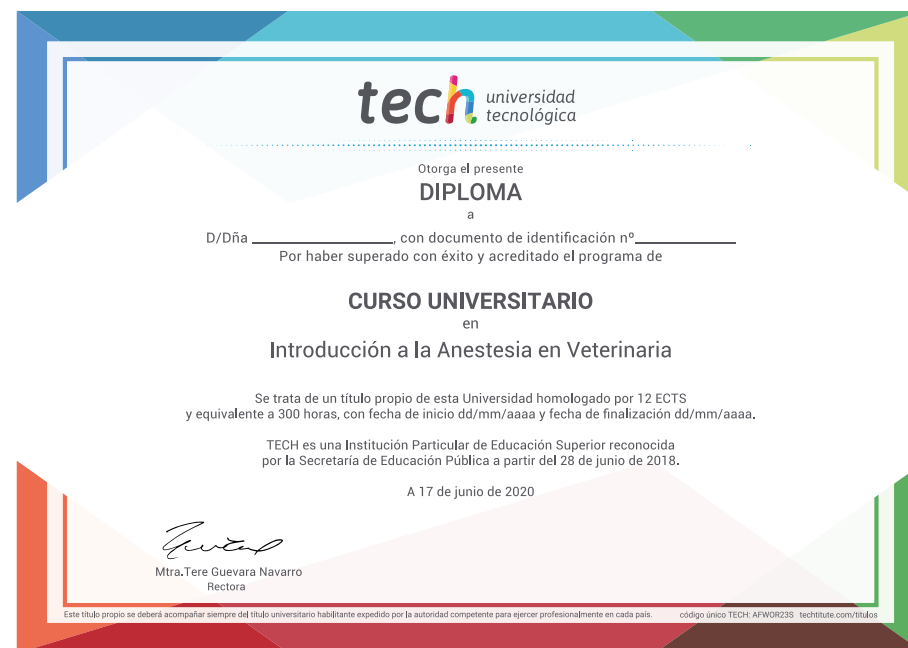 tech universidad
tecnológica
Otorga el presente
DIPLOMA
a
D/Dña ____________________, con documento de identificación nº______________
Por haber superado con éxito y acreditado el programa de
CURSO UNIVERSITARIO
en
Introducción a la Anestesia en Veterinaria
Se trata de un título propio de esta Universidad homologado por 12 ECTS
y equivalente a 300 horas, con fecha de inicio dd/mm/aaaa y fecha de finalización dd/mm/aaaa.
TECH es una Institución Particular de Educación Superior reconocida
por la Secretaría de Educación Pública a partir del 28 de junio de 2018.
A 17 de junio de 2020
Mtra.Tere Guevara Navarro
Rectora
Este título propio se deberá acompañar siempre del título universitario habilitante expedido por la autoridad competente para ejercer profesionalmente en cada país. código único TECH: AFWOR23S techtitute.com/titulos